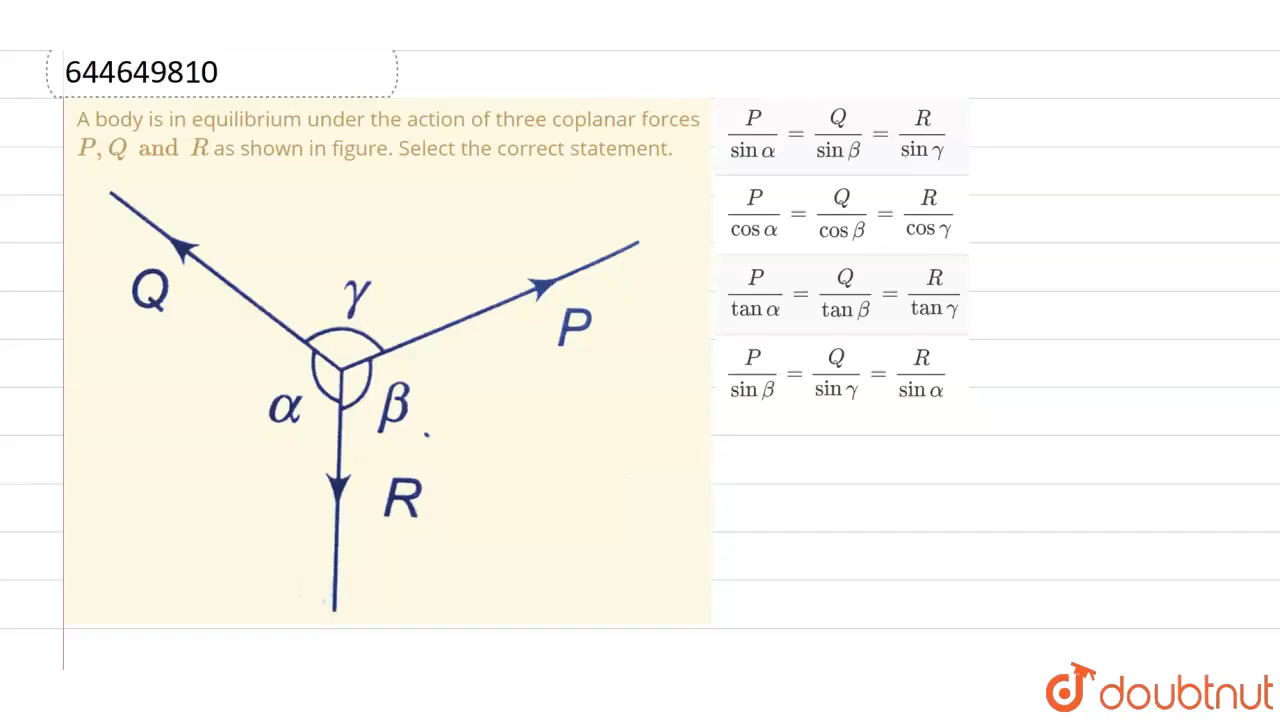 644649810
A body is in equilibrium under the action of three coplanar forces
P, Q and R as shown in figure. Select the correct statement.
Q
γ
P
α
β
R
P/sin α = Q/sin β = R/sin γ
P/cos α = Q/cos β = R/cos γ
P/tan α = Q/tan β = R/tan γ
P/sin β = Q/sin γ = R/sin α
doubtnut